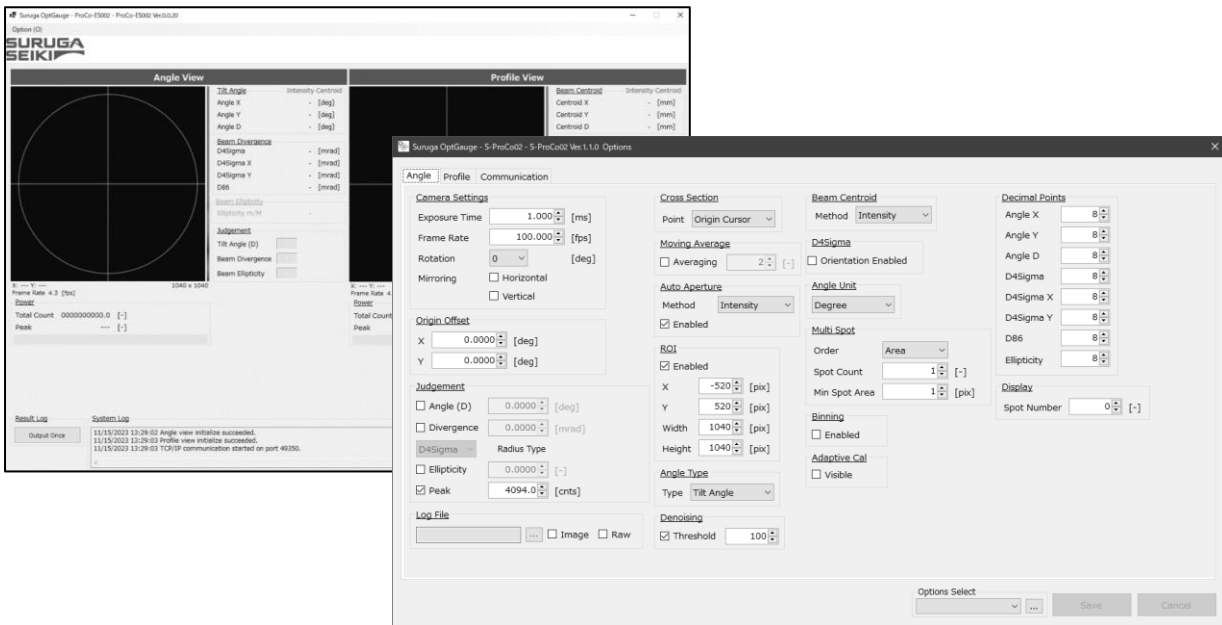 Suruga OptGauge - ProCo-E5002 - ProCo-E5002 Ver.0.0.20
Option (O)
SURUGA
SEIKI
Angle View
Profile View
Tilt Angle Intensity Centroid
Angle X - [deg]
Angle Y - [deg]
Angle D - [deg]
Beam Divergence
D4Sigma - [mrad]
D4Sigma X - [mrad]
D4Sigma Y - [mrad]
D86 - [mrad]
Beam Ellipticity
Ellipticity m/M -
Judgement
Tilt Angle (D)
Beam Divergence
Beam Ellipticity
Beam Centroid Intensity Centroid
Centroid X - [mm]
Centroid Y - [mm]
Centroid D - [mm]
X: --- Y: --- 1040 x 1040
Frame Rate 4.3 [fps]
Power
Total Count 0000000000.0 [-]
Peak --- [-]
X: --- Y: ---
Frame Rate 4.
Power
Total Count
Peak
Result Log
Output Once
System Log
11/15/2023 13:29:02 Angle view initialize succeeded.
11/15/2023 13:29:03 Profile view initialize succeeded.
11/15/2023 13:29:03 TCP/IP communication started on port 49350.
Suruga OptGauge - S-ProCo02 - S-ProCo02 Ver.1.1.0 Options
Angle Profile Communication
Camera Settings
Exposure Time 1.000 [ms]
Frame Rate 100.000 [fps]
Rotation 0 [deg]
Mirroring Horizontal
Vertical
Origin Offset
X 0.0000 [deg]
Y 0.0000 [deg]
Judgement
Angle (D) 0.0000 [deg]
Divergence 0.0000 [mrad]
D4Sigma Radius Type
Ellipticity 0.0000 [-]
Peak 4094.0 [cnts]
Log File
... Image Raw
Cross Section
Point Origin Cursor
Moving Average
Averaging 2 [-]
Auto Aperture
Method Intensity
Enabled
ROI
Enabled
X -520 [pix]
Y 520 [pix]
Width 1040 [pix]
Height 1040 [pix]
Angle Type
Type Tilt Angle
Denoising
Threshold 100
Beam Centroid
Method Intensity
D4Sigma
Orientation Enabled
Angle Unit
Degree
Multi Spot
Order Area
Spot Count 1 [-]
Min Spot Area 1 [pix]
Binning
Enabled
Adaptive Cal
Visible
Decimal Points
Angle X 8
Angle Y 8
Angle D 8
D4Sigma 8
D4Sigma X 8
D4Sigma Y 8
D86 8
Ellipticity 8
Display
Spot Number 0 [-]
Options Select
... Save Cancel